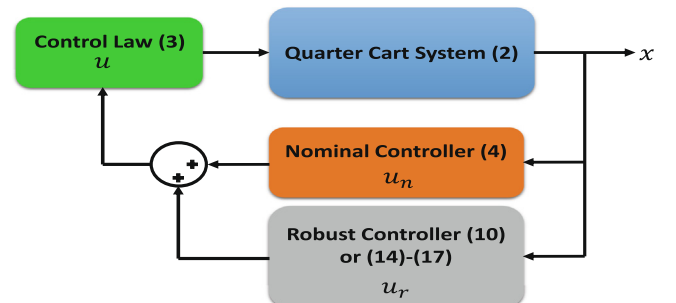 Control Law (3)
u
Quarter Cart System (2)
x
Nominal Controller (4)
uₙ
Robust Controller (10)
or (14)-(17)
uᵣ